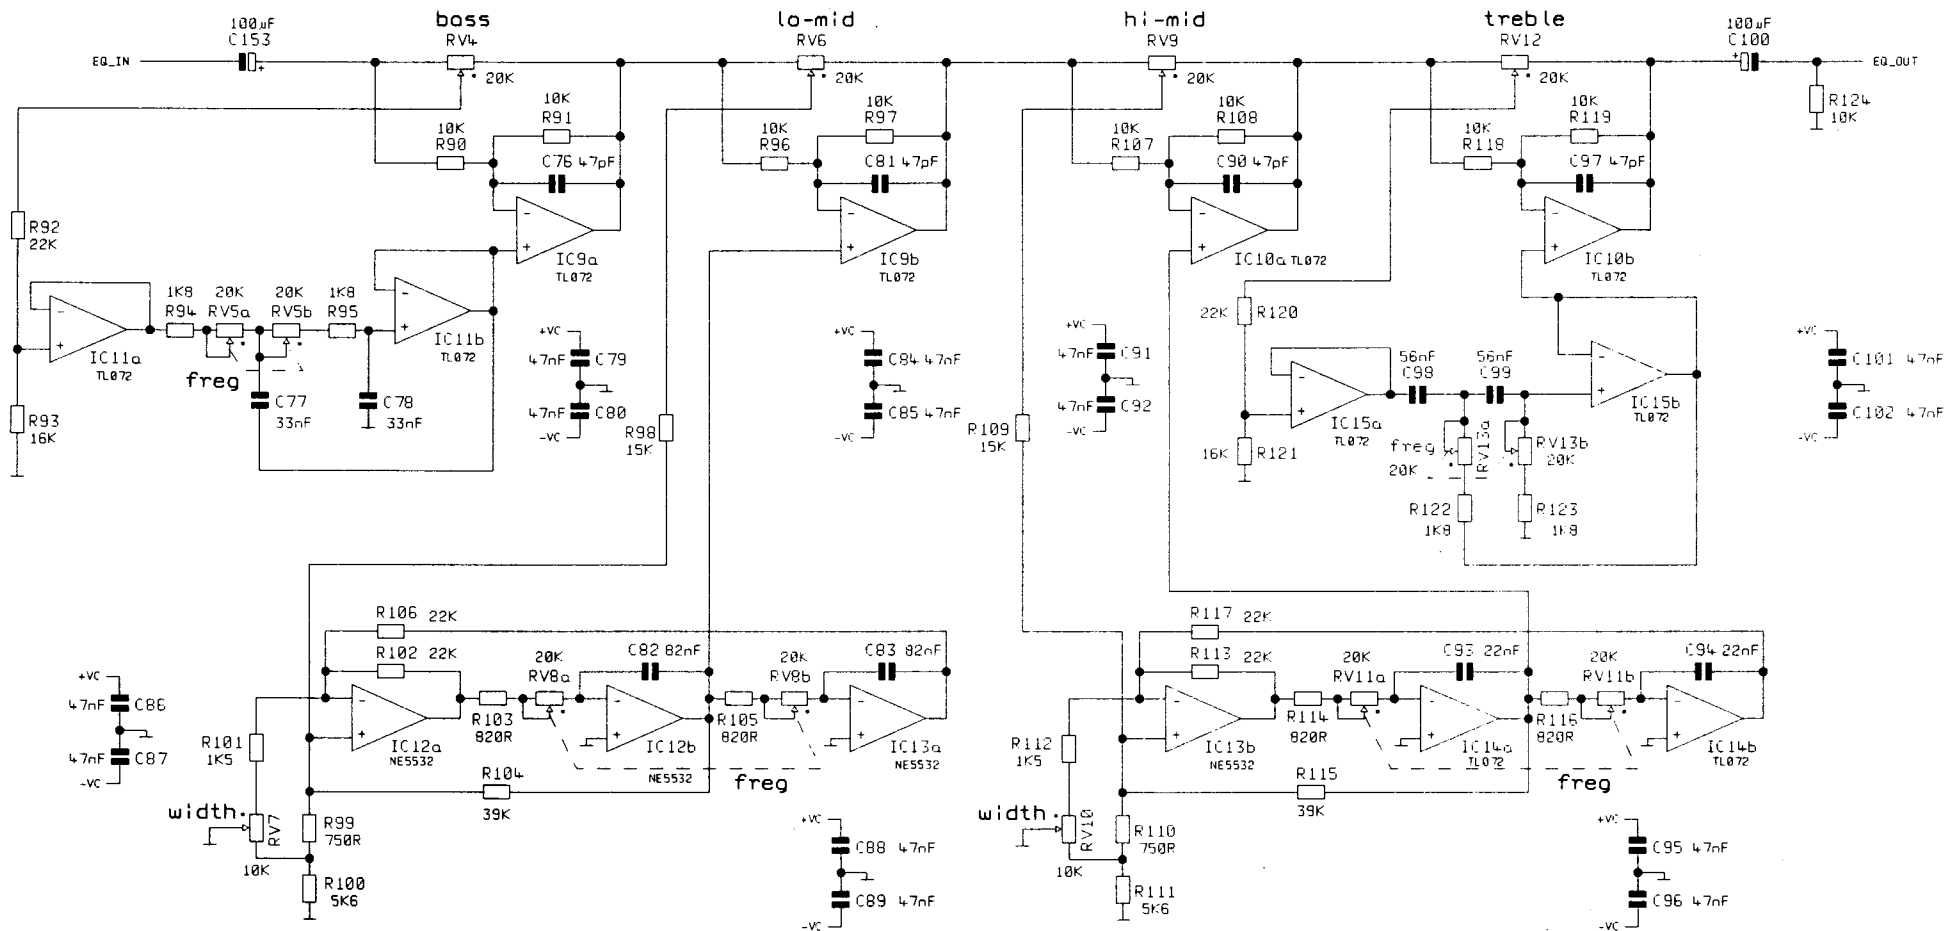 bass
lo-mid
hi-mid
treble
100µF
C153
RV4
RV6
RV9
RV12
100µF
C100
EQ_IN
+
20K
20K
20K
20K
+
EQ_OUT
10K
R91
10K
R97
10K
R108
10K
R119
R124
10K
10K
R90
10K
R96
10K
R107
10K
R118
C76 47pF
C81 47pF
C90 47pF
C97 47pF
R92
22K
-
+
IC9a
TL072
-
+
IC9b
TL072
-
+
IC10a TL072
-
+
IC10b
TL072
1K8
R94
20K
RV5a
20K
RV5b
1K8
R95
-
+
IC11a
TL072
-
+
IC11b
TL072
freq
C77
33nF
C78
33nF
R93
16K
+VC
47nF
C79
47nF
C80
-VC
+VC
C84 47nF
C85 47nF
-VC
+VC
47nF
C91
47nF
C92
-VC
22K
R120
-
+
IC15a
TL072
56nF
C98
56nF
C99
-
+
IC15b
TL072
+VC
C101 47nF
C102 47nF
-VC
R98
15K
R109
15K
16K
R121
freq
20K
RV13a
RV13b
20K
R122
1K8
R123
1K8
R106 22K
R102 22K
20K
RV8a
C82 82nF
20K
RV8b
C83 82nF
R117 22K
R113 22K
20K
RV11a
C93 22nF
20K
RV11b
C94 22nF
+VC
47nF
C86
47nF
C87
-VC
R101
1K5
-
+
IC12a
NE5532
R103
820R
-
+
IC12b
NE5532
R105
820R
-
+
IC13a
NE5532
R112
1K5
-
+
IC13b
NE5532
R114
820R
-
+
IC14a
TL072
R116
820R
-
+
IC14b
TL072
R104
39K
freq
R115
39K
freq
width
RV7
10K
R99
750R
R100
5K6
+VC
C88 47nF
C89 47nF
-VC
width
RV10
10K
R110
750R
R111
5K6
+VC
C95 47nF
C96 47nF
-VC